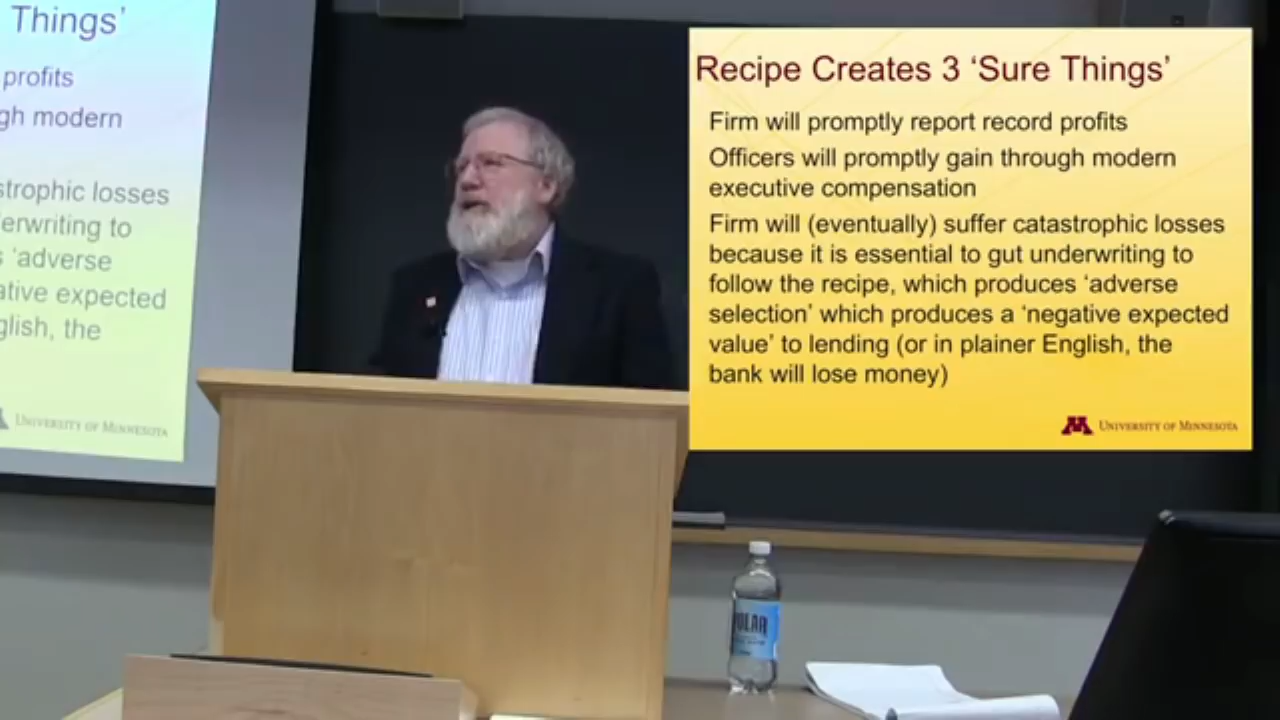 Things’
profits
gh modern
strophic losses
erwriting to
s ‘adverse
ative expected
glish, the
UNIVERSITY OF MINNESOTA
Recipe Creates 3 ‘Sure Things’
Firm will promptly report record profits
Officers will promptly gain through modern
executive compensation
Firm will (eventually) suffer catastrophic losses
because it is essential to gut underwriting to
follow the recipe, which produces ‘adverse
selection’ which produces a ‘negative expected
value’ to lending (or in plainer English, the
bank will lose money)
M UNIVERSITY OF MINNESOTA
OLAR